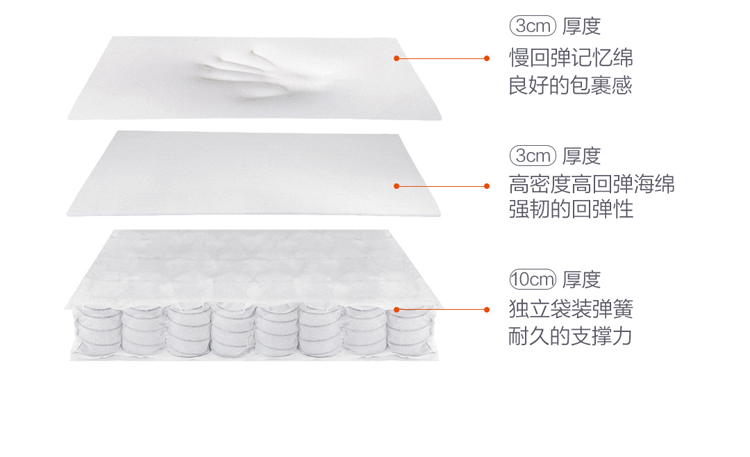 3cm 厚度
慢回弹记忆绵
良好的包裹感
3cm 厚度
高密度高回弹海绵
强韧的回弹性
10cm 厚度
独立袋装弹簧
耐久的支撑力